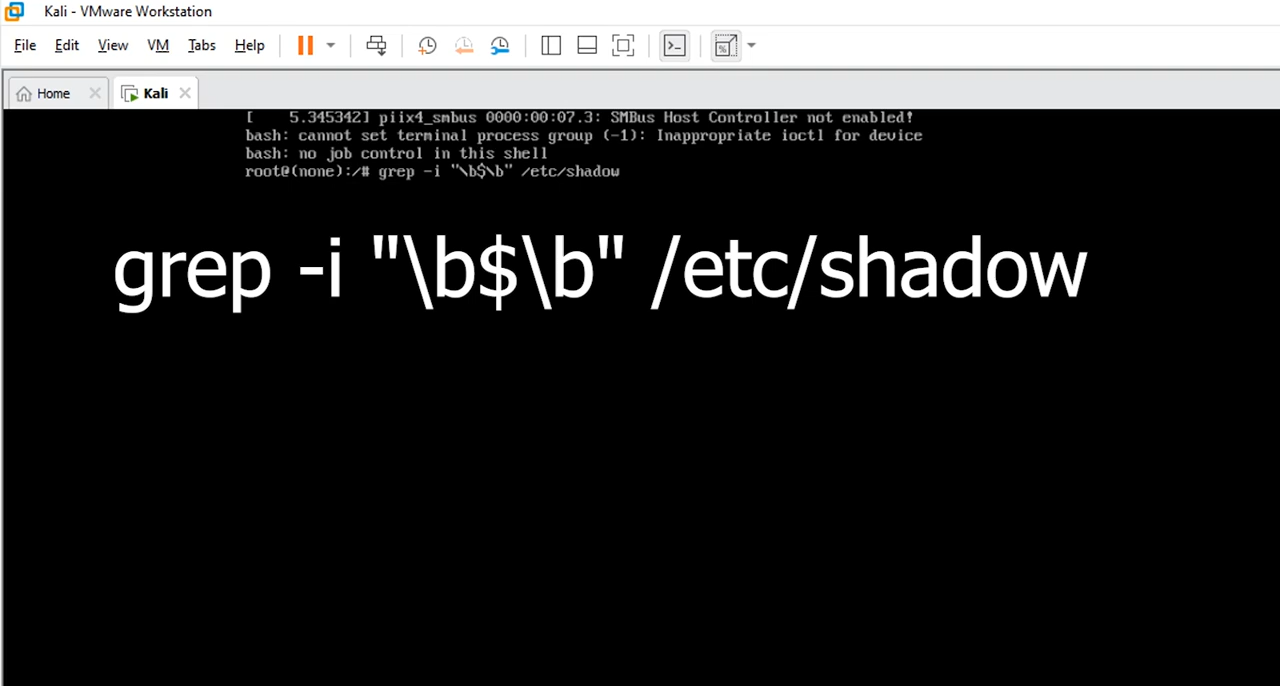 Kali - VMware Workstation
File Edit View VM Tabs Help
Home Kali
[    5.345342] piix4_smbus 0000:00:07.3: SMBus Host Controller not enabled!
bash: cannot set terminal process group (-1): Inappropriate ioctl for device
bash: no job control in this shell
root@(none):/# grep -i "\b$\b" /etc/shadow
grep -i "\b$\b" /etc/shadow